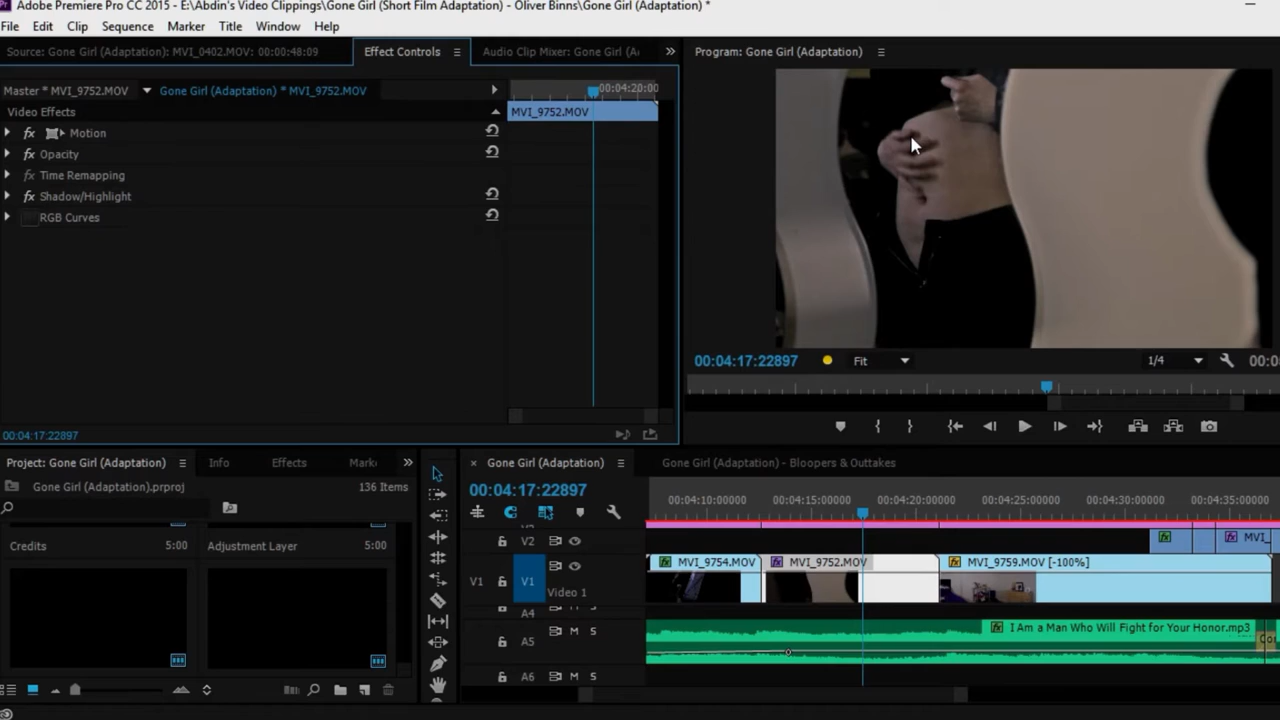 Adobe Premiere Pro CC 2015 - E:\Abdin's Video Clippings\Gone Girl (Short Film Adaptation) - Oliver Binns\Gone Girl (Adaptation) *
File Edit Clip Sequence Marker Title Window Help
Source: Gone Girl (Adaptation): MVI_0402.MOV: 00:00:48:09
Effect Controls
Audio Clip Mixer: Gone Girl (A
Program: Gone Girl (Adaptation)
Master * MVI_9752.MOV
Gone Girl (Adaptation) * MVI_9752.MOV
00:04:20:00
Video Effects
MVI_9752.MOV
fx Motion
fx Opacity
fx Time Remapping
fx Shadow/Highlight
RGB Curves
00:04:17:22897
Fit
1/4
00:0
00:04:17:22897
Project: Gone Girl (Adaptation)
Info
Effects
Mark
Gone Girl (Adaptation)
Gone Girl (Adaptation) - Bloopers & Outtakes
Gone Girl (Adaptation).prproj
136 Items
00:04:17:22897
00:04:10:00000 00:04:15:00000 00:04:20:00000 00:04:25:00000 00:04:30:00000 00:04:35:00000
Credits 5:00
Adjustment Layer 5:00
V2
MVI_
V1 V1
MVI_9754.MOV
MVI_9752.MOV
MVI_9759.MOV [-100%]
Video 1
A4
A5 M S
I Am a Man Who Will Fight for Your Honor.mp3
A6 M S